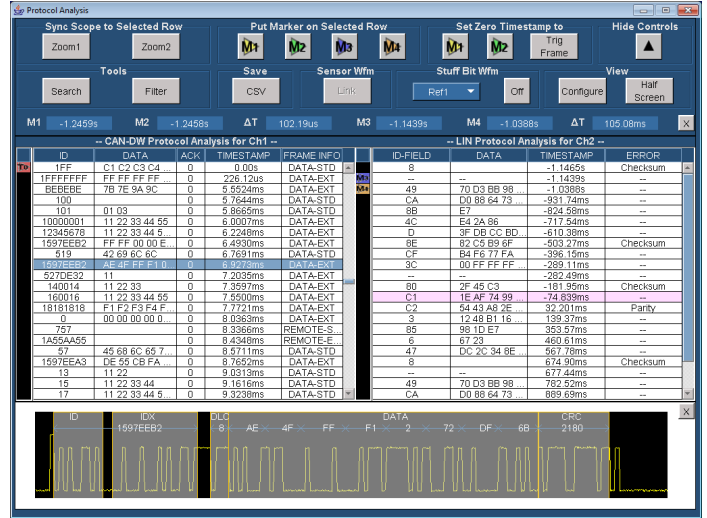 Protocol Analysis
Sync Scope to Selected Row Put Marker on Selected Row Set Zero Timestamp to Hide Controls
Zoom1 Zoom2 M1 M2 M3 M4 M1 M2 Trig Frame
Tools Save Sensor Wfm Stuff Bit Wfm View
Search Filter CSV Link Ref1 Off Configure Half Screen
M1 -1.2459s M2 -1.2458s ΔT 102.19us M3 -1.1439s M4 -1.0388s ΔT 105.08ms X
-- CAN-DW Protocol Analysis for Ch1 -- -- LIN Protocol Analysis for Ch2 --
ID DATA ACK TIMESTAMP FRAME INFO ID-FIELD DATA TIMESTAMP ERROR
1FF C1 C2 C3 C4 ... 0 0.00s DATA-STD 8 -1.1465s Checksum
1FFFFFFF FF FF FF FF ... 0 226.12us DATA-EXT M3 -- -- -1.1439s --
BEBEBE 7B 7E 9A 9C 0 5.5524ms DATA-EXT M4 49 70 D3 BB 98 ... -1.0388s --
100 0 5.7644ms DATA-STD CA D0 88 64 73 ... -931.74ms --
101 01 03 0 5.8665ms DATA-STD 8B E7 -824.58ms --
10000001 11 22 33 44 55 0 6.0007ms DATA-EXT 4C E4 2A 86 -717.54ms --
12345678 11 22 33 44 55 0 6.2248ms DATA-EXT D 3F DB CC BD... -610.38ms --
1597EEB2 FF FF 00 00 E... 0 6.4930ms DATA-EXT 8E 82 C5 B9 6F -503.27ms Checksum
519 42 69 6C 6C 0 6.7691ms DATA-STD CF B4 F6 77 FA -396.15ms --
1597EEB2 AE 4F FF F1 0... 0 6.9273ms DATA-EXT 3C 00 FF FF FF ... -289.11ms --
527DE32 11 0 7.2035ms DATA-EXT -- -- -282.49ms --
140014 11 22 33 0 7.3597ms DATA-EXT 80 2F 45 C3 -181.95ms Checksum
160016 11 22 33 44 55 0 7.5500ms DATA-EXT C1 1E AF 74 99 ... -74.839ms --
18181818 F1 F2 F3 F4 F... 0 7.7721ms DATA-EXT C2 54 43 A8 2E ... 32.201ms Parity
0 00 00 00 00 0... 0 8.0363ms DATA-EXT 3 12 48 B1 16 ... 139.37ms --
757 0 8.3366ms REMOTE-S... 85 98 1D E7 353.57ms --
1A55AA55 0 8.4348ms REMOTE-E... 6 67 23 460.61ms --
57 45 68 6C 65 7... 0 8.5711ms DATA-STD 47 DC 2C 34 8E ... 567.78ms --
1597EEA3 DE 55 CB FA ... 0 8.7652ms DATA-EXT 8 674.90ms Checksum
13 11 22 0 9.0313ms DATA-STD -- -- 677.44ms --
15 11 22 33 44 0 9.1616ms DATA-STD 49 70 D3 BB 98 ... 782.52ms --
17 11 22 33 44 5... 0 9.3238ms DATA-STD CA D0 88 64 73 ... 889.69ms --
ID IDX DLC DATA CRC X
1597EEB2 8 AE 4F FF F1 2 72 DF 6B 2180